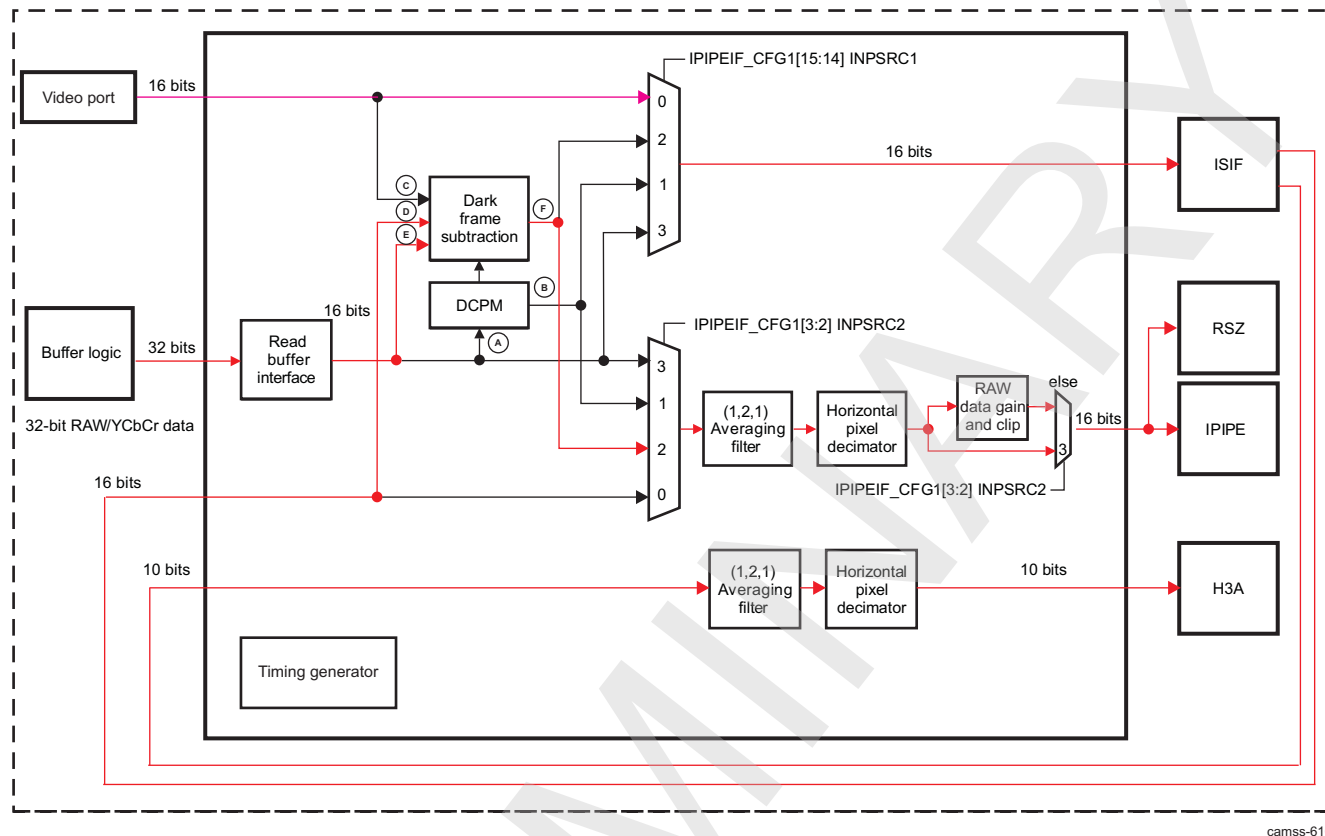 IPIPEIF_CFG1[15:14] INPSRC1
Video port
16 bits
0
2
1
3
16 bits
ISIF
C
D
E
Dark
frame
subtraction
F
DCPM
B
A
Buffer logic
32 bits
32-bit RAW/YCbCr data
Read
buffer
interface
16 bits
IPIPEIF_CFG1[3:2] INPSRC2
3
1
2
0
(1,2,1)
Averaging
filter
Horizontal
pixel
decimator
RAW
data gain
and clip
else
3
IPIPEIF_CFG1[3:2] INPSRC2
16 bits
RSZ
IPIPE
16 bits
10 bits
(1,2,1)
Averaging
filter
Horizontal
pixel
decimator
10 bits
H3A
Timing generator
camss-61
MINARY